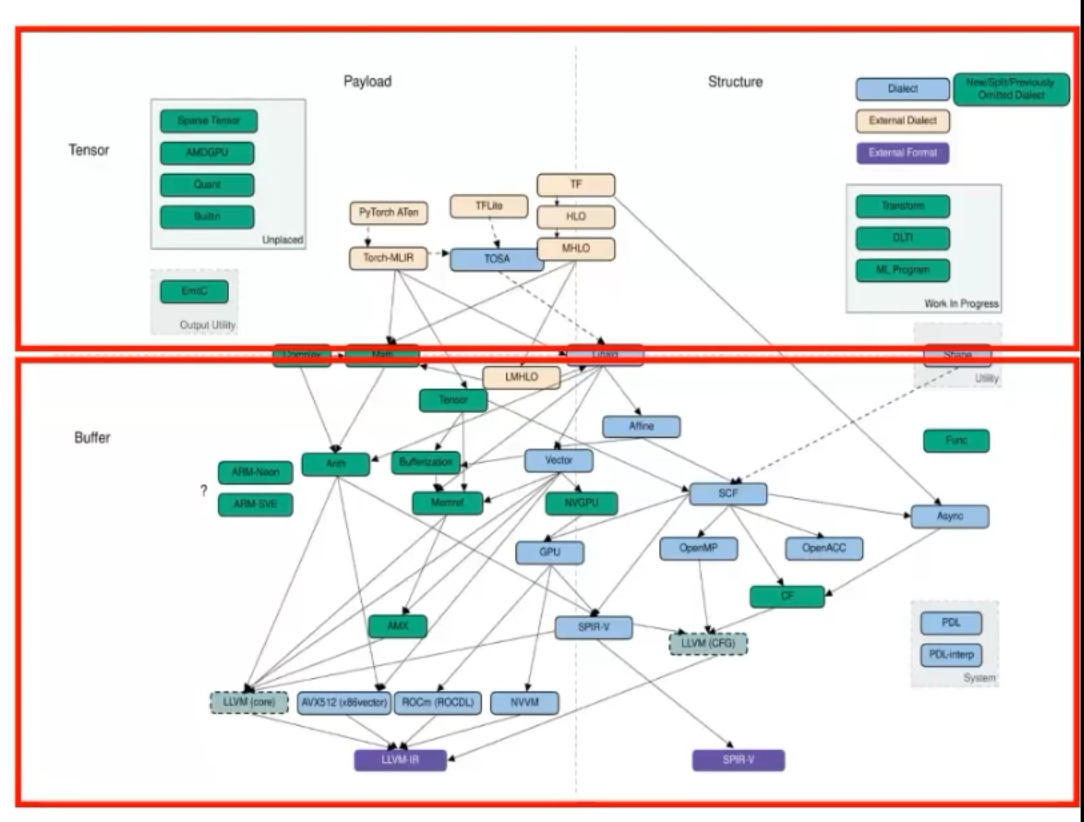 Payload
Structure
Dialect
New/Split/Previously
Omitted Dialect
External Dialect
External Format
Tensor
Sparse Tensor
AMDGPU
Quant
Builtin
Unplaced
EmitC
Output Utility
PyTorch ATen
TFLite
TF
HLO
MHLO
Torch-MLIR
TOSA
Transform
DLTI
ML Program
Work In Progress
Complex
Math
Linalg
Shape
Utility
LMHLO
Tensor
Affine
Buffer
Func
Arith
Bufferization
Vector
ARM-Neon
?
ARM-SVE
Memref
NVGPU
SCF
Async
GPU
OpenMP
OpenACC
CF
AMX
SPIR-V
LLVM (CFG)
PDL
PDL-interp
System
LLVM (core)
AVX512 (x86vector)
ROCm (ROCDL)
NVVM
LLVM-IR
SPIR-V